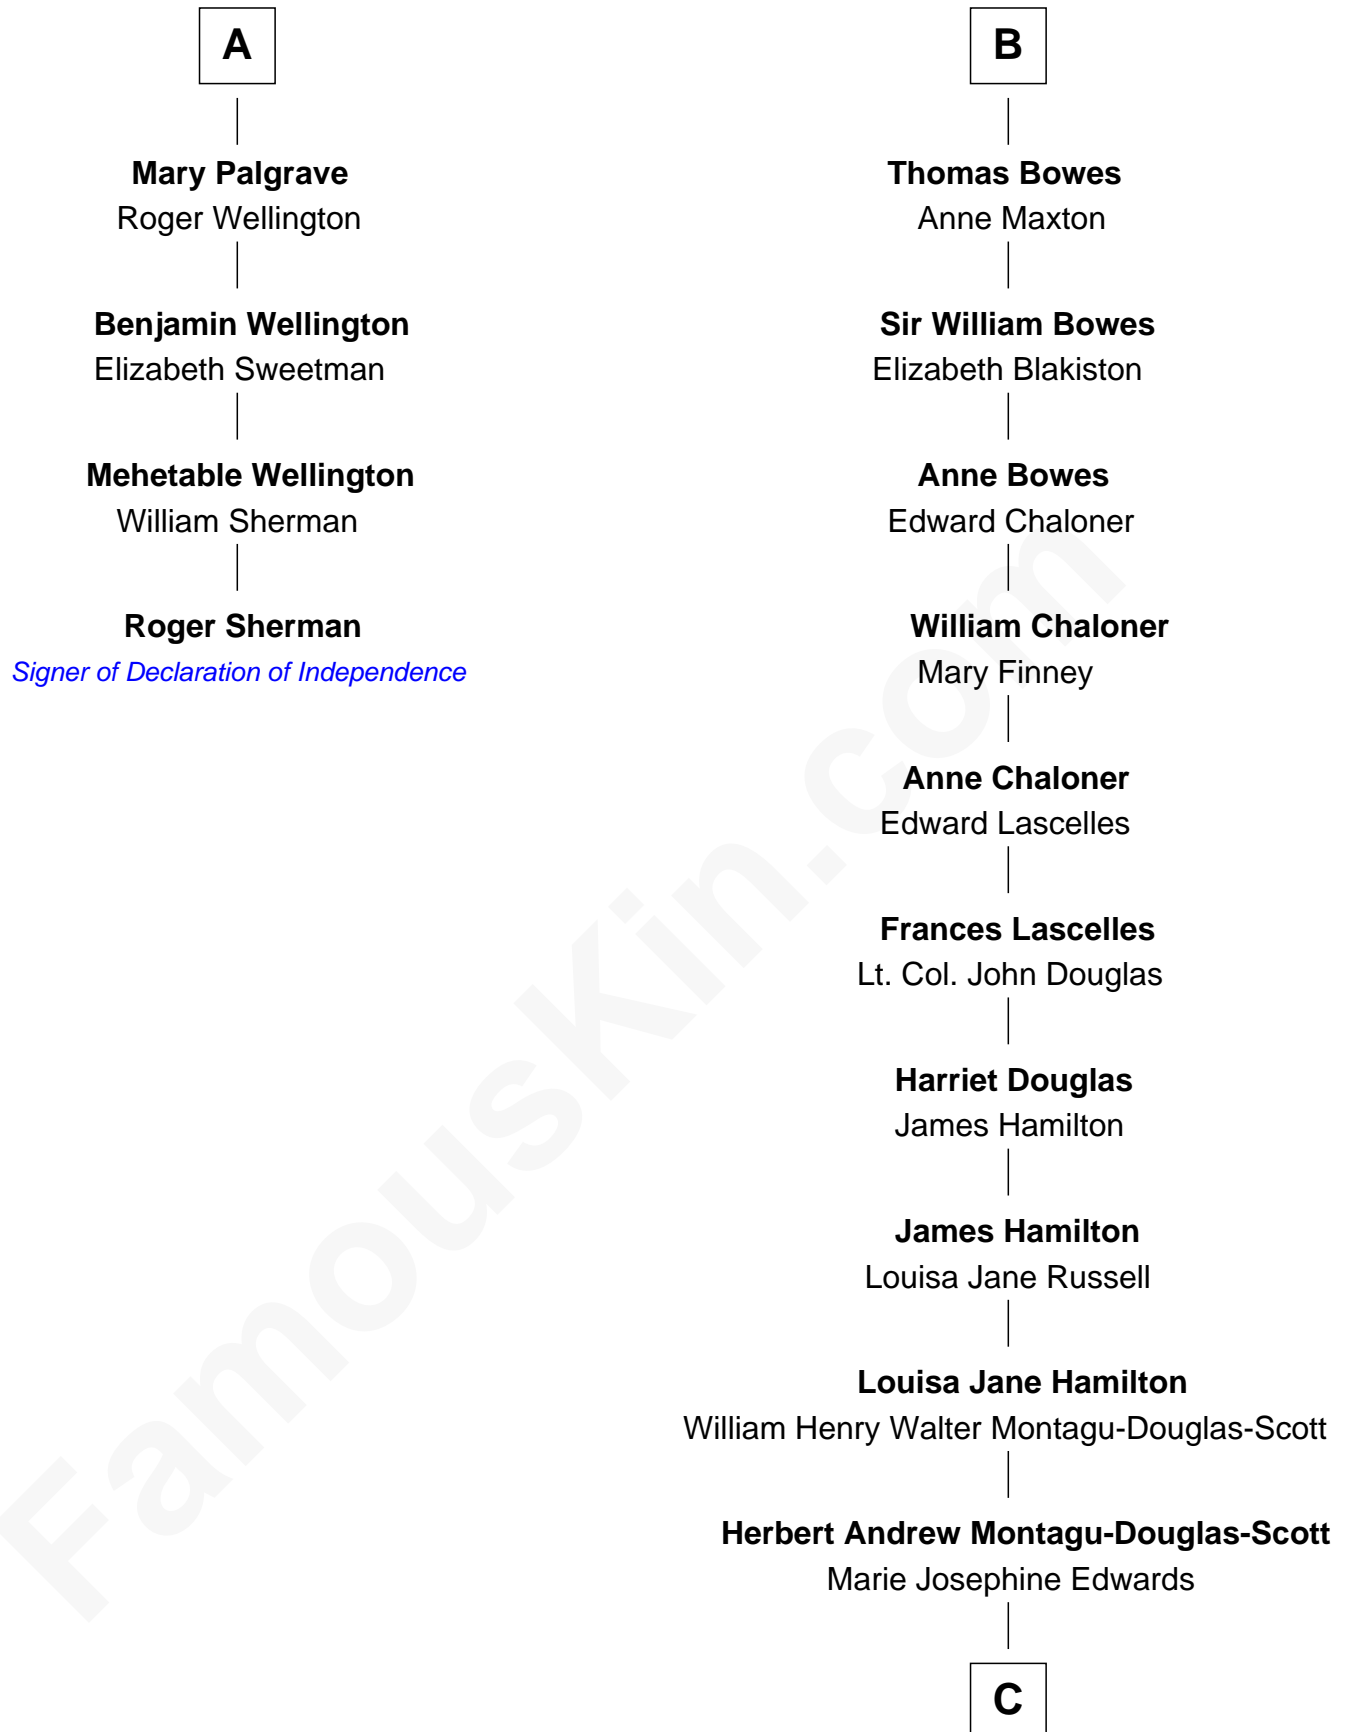 A
Mary Palgrave
Roger Wellington
Benjamin Wellington
Elizabeth Sweetman
Mehetable Wellington
William Sherman
Roger Sherman
Signer of Declaration of Independence
B
Thomas Bowes
Anne Maxton
Sir William Bowes
Elizabeth Blakiston
Anne Bowes
Edward Chaloner
William Chaloner
Mary Finney
Anne Chaloner
Edward Lascelles
Frances Lascelles
Lt. Col. John Douglas
Harriet Douglas
James Hamilton
James Hamilton
Louisa Jane Russell
Louisa Jane Hamilton
William Henry Walter Montagu-Douglas-Scott
Herbert Andrew Montagu-Douglas-Scott
Marie Josephine Edwards
C
FamousKin.com